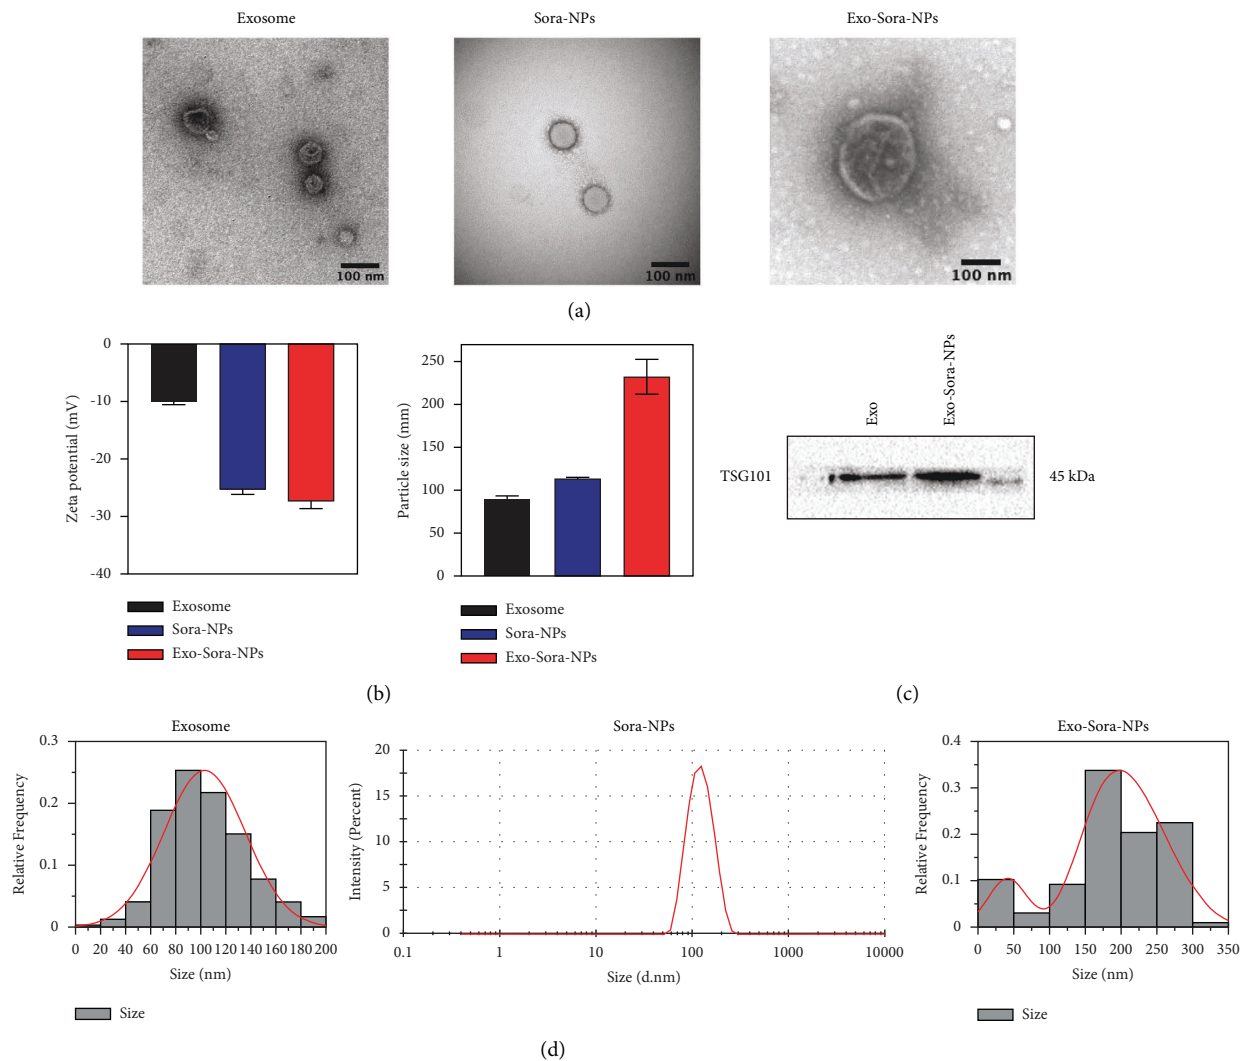 Exosome
Sora-NPs
Exo-Sora-NPs
100 nm
100 nm
100 nm
(a)
0
-10
-20
-30
-40
Zeta potential (mV)
Exosome
Sora-NPs
Exo-Sora-NPs
250
200
150
100
50
0
Particle size (mm)
Exosome
Sora-NPs
Exo-Sora-NPs
(b)
Exo
Exo-Sora-NPs
TSG101
45 kDa
(c)
Exosome
0.3
0.2
0.1
0
Relative Frequency
0 20 40 60 80 100 120 140 160 180 200
Size (nm)
Size
Sora-NPs
20
15
10
5
0
Intensity (Percent)
0.1 1 10 100 1000 10000
Size (d.nm)
Exo-Sora-NPs
0.4
0.3
0.2
0.1
0
Relative Frequency
0 50 100 150 200 250 300 350
Size (nm)
Size
(d)